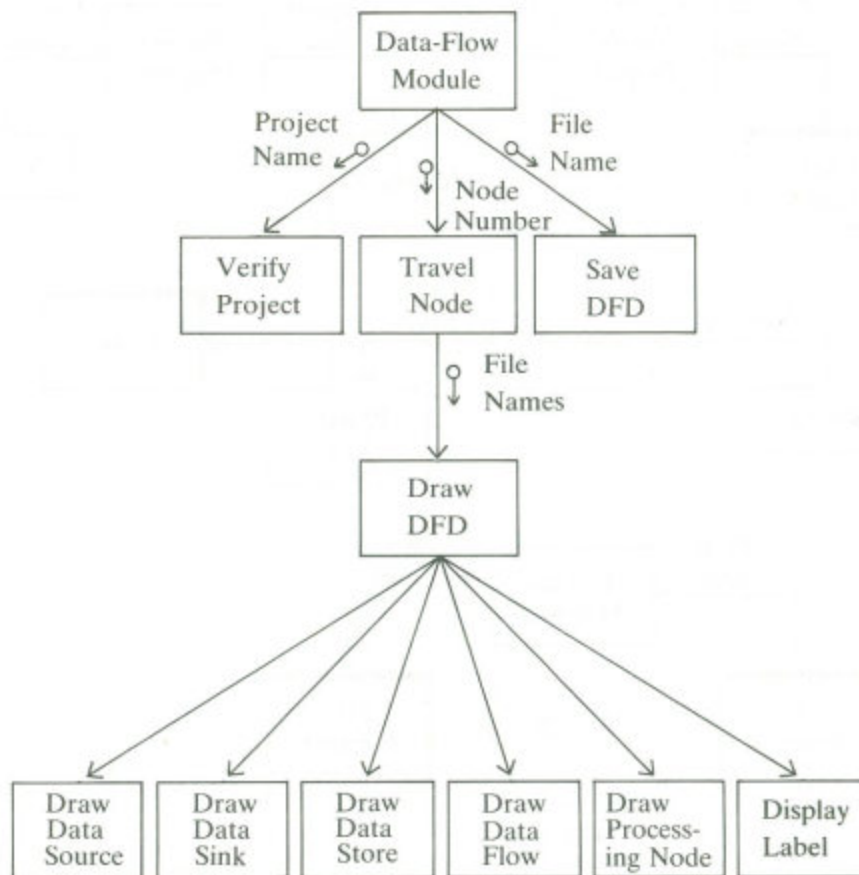 Data-Flow
Module
Project
Name
File
Name
Node
Number
Verify
Project
Travel
Node
Save
DFD
File
Names
Draw
DFD
Draw
Data
Source
Draw
Data
Sink
Draw
Data
Store
Draw
Data
Flow
Draw
Process-
ing Node
Display
Label